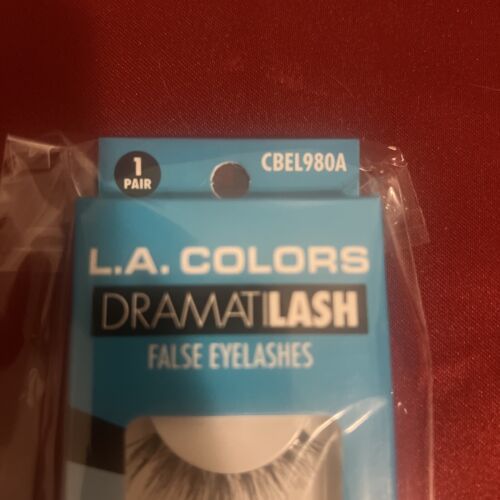 1
PAIR
CBEL980A
L.A. COLORS
DRAMATILASH
FALSE EYELASHES